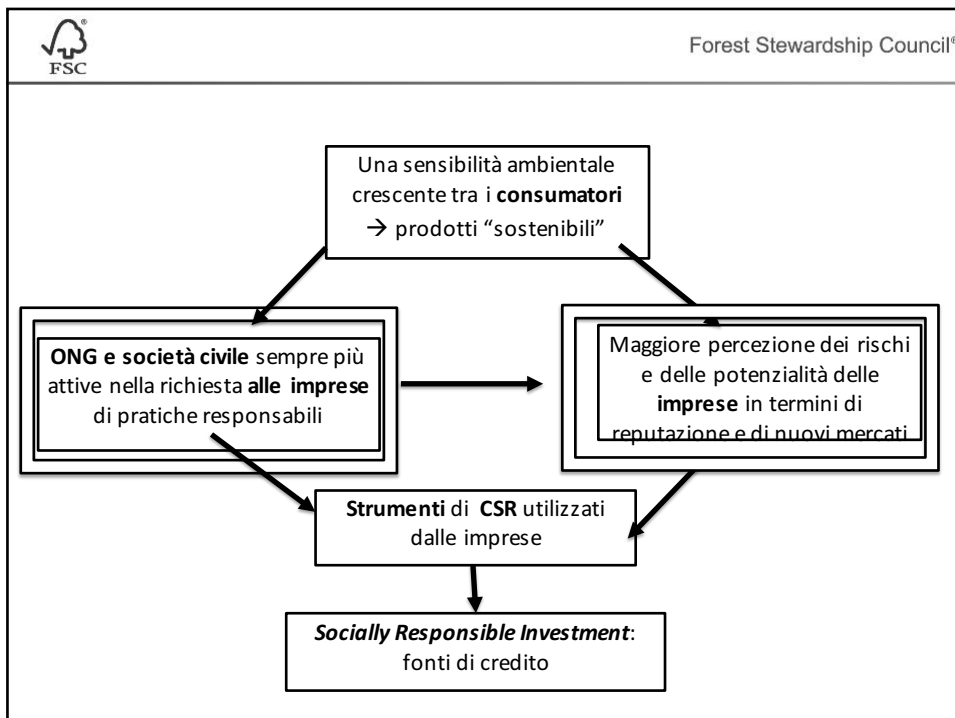 FSC
Forest Stewardship Council®
Una sensibilità ambientale
crescente tra i consumatori
→ prodotti “sostenibili”
ONG e società civile sempre più
attive nella richiesta alle imprese
di pratiche responsabili
Maggiore percezione dei rischi
e delle potenzialità delle
imprese in termini di
reputazione e di nuovi mercati
Strumenti di CSR utilizzati
dalle imprese
Socially Responsible Investment:
fonti di credito